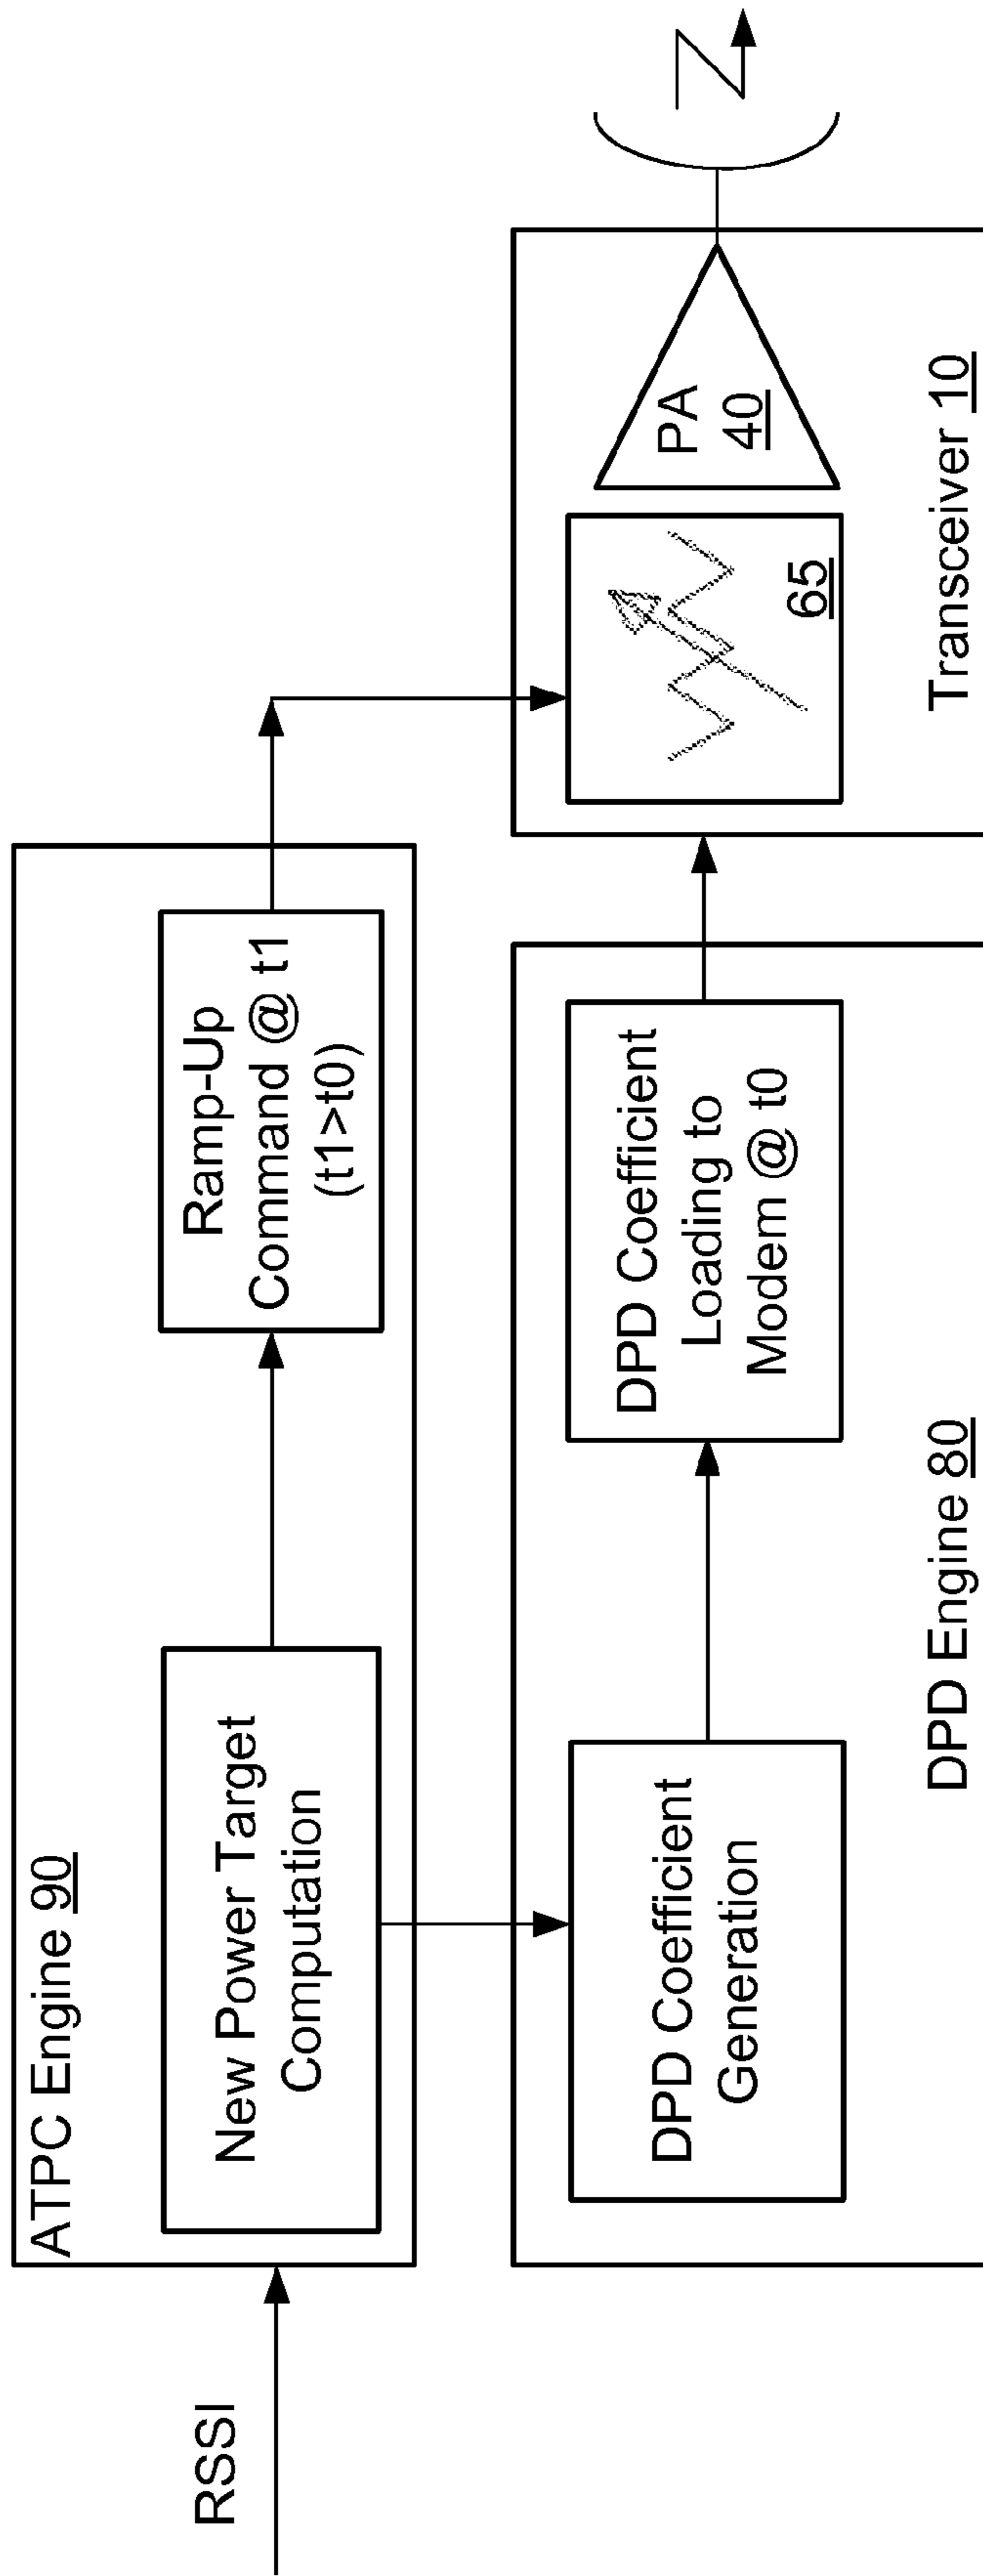 RSSI
ATPC Engine 90
New Power Target
Computation
Ramp-Up
Command @ t1
(t1>t0)
DPD Coefficient
Generation
DPD Coefficient
Loading to
Modem @ t0
DPD Engine 80
65
PA
40
Transceiver 10